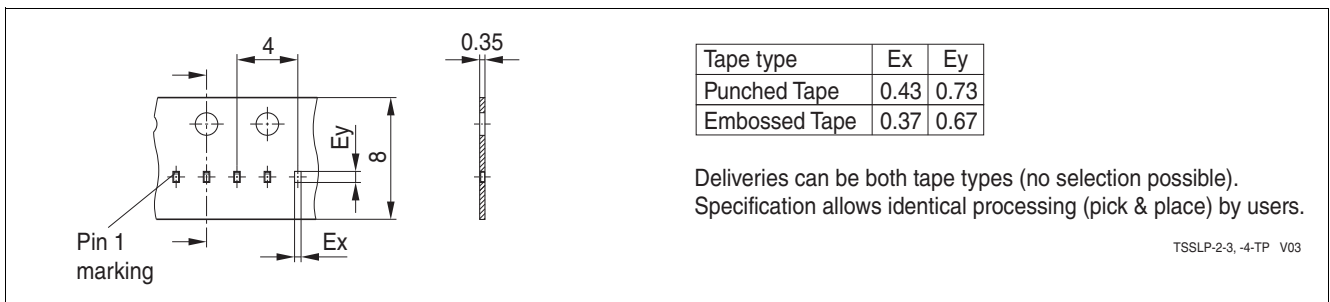 4
0.35
Ey
8
Pin 1
marking
Ex
Tape type Ex Ey
Punched Tape 0.43 0.73
Embossed Tape 0.37 0.67
Deliveries can be both tape types (no selection possible).
Specification allows identical processing (pick & place) by users.
TSSLP-2-3, -4-TP V03